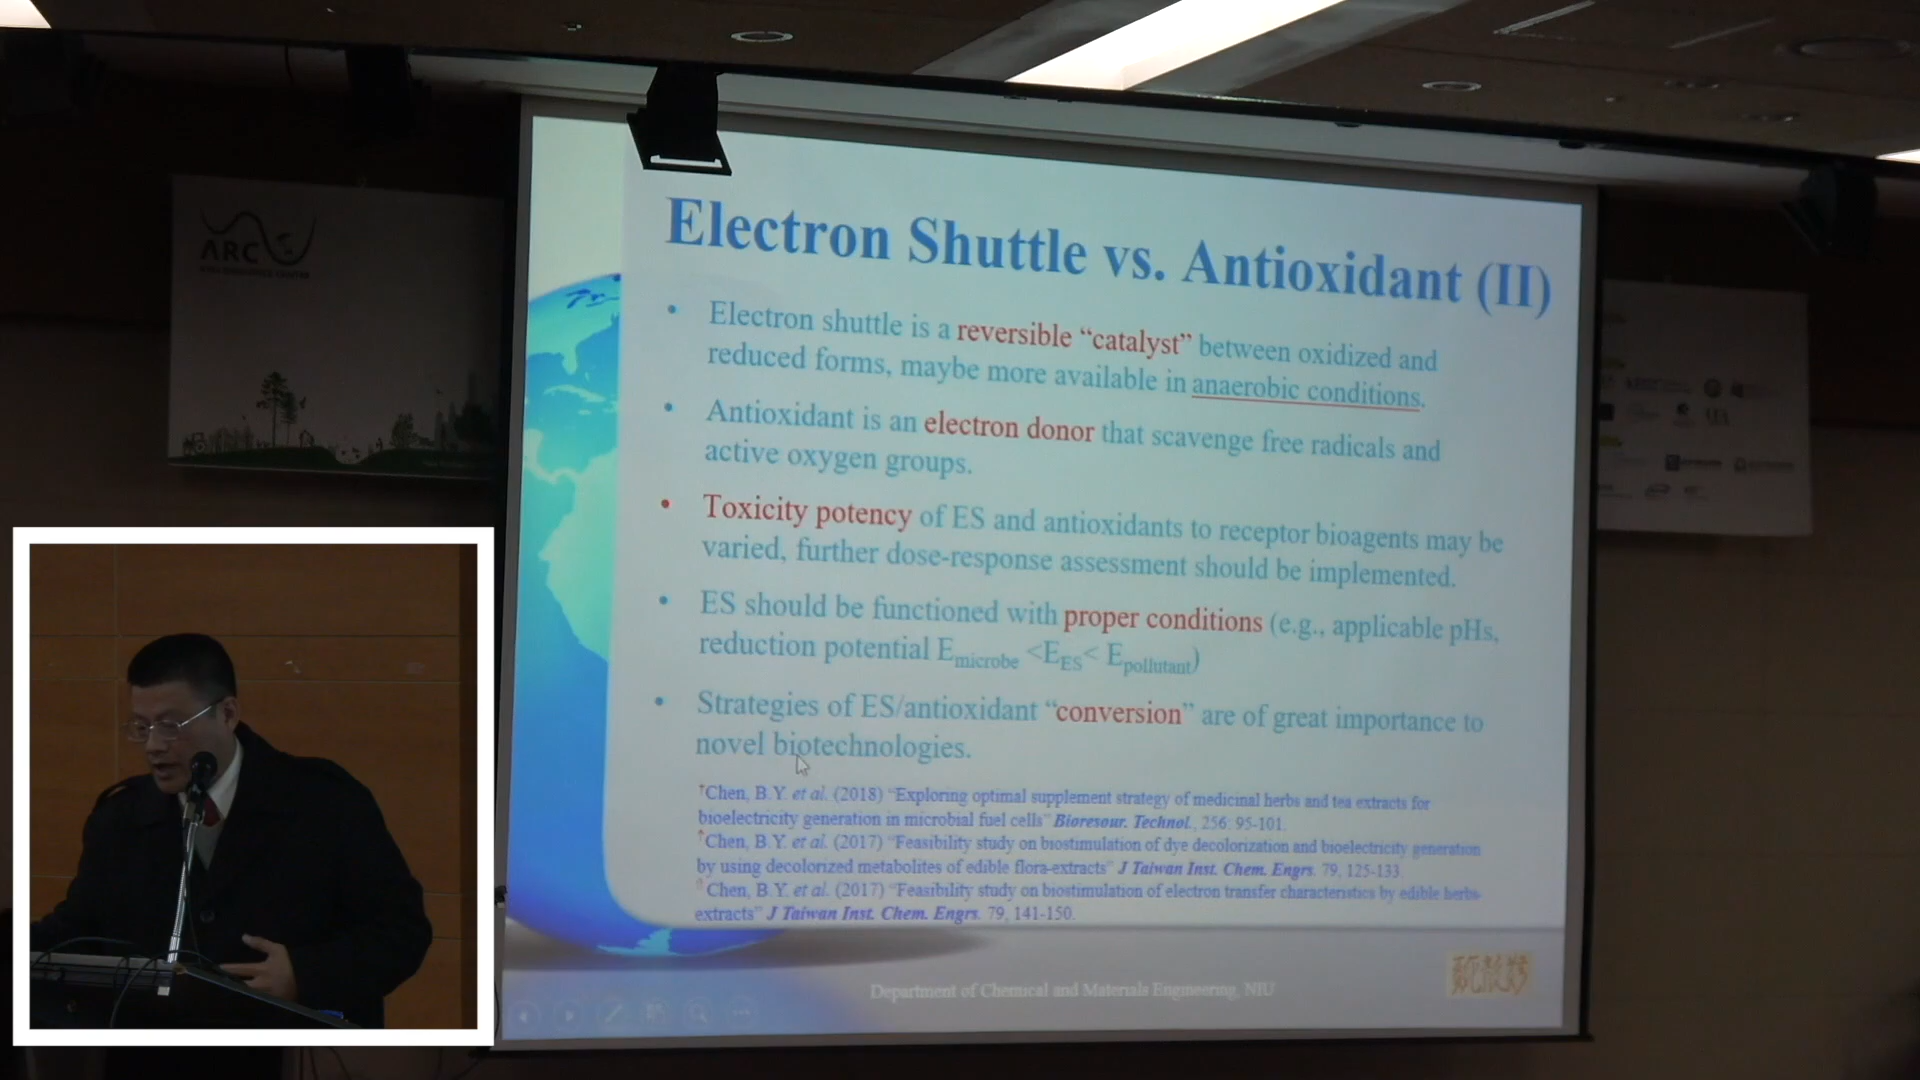 ARC
Electron Shuttle vs. Antioxidant (II)
• Electron shuttle is a reversible “catalyst” between oxidized and
reduced forms, maybe more available in anaerobic conditions.
• Antioxidant is an electron donor that scavenge free radicals and
active oxygen groups.
• Toxicity potency of ES and antioxidants to receptor bioagents may be
varied, further dose-response assessment should be implemented.
• ES should be functioned with proper conditions (e.g., applicable pHs,
reduction potential Emicrobe <EES< Epollutant)
• Strategies of ES/antioxidant “conversion” are of great importance to
novel biotechnologies.
†Chen, B.Y. et al. (2018) “Exploring optimal supplement strategy of medicinal herbs and tea extracts for
bioelectricity generation in microbial fuel cells” Bioresour. Technol., 256: 95-101.
†Chen, B.Y. et al. (2017) “Feasibility study on biostimulation of dye decolorization and bioelectricity generation
by using decolorized metabolites of edible flora-extracts” J Taiwan Inst. Chem. Engrs. 79, 125-133.
†Chen, B.Y. et al. (2017) “Feasibility study on biostimulation of electron transfer characteristics by edible herbs-
extracts” J Taiwan Inst. Chem. Engrs. 79, 141-150.
Department of Chemical and Materials Engineering, NIU